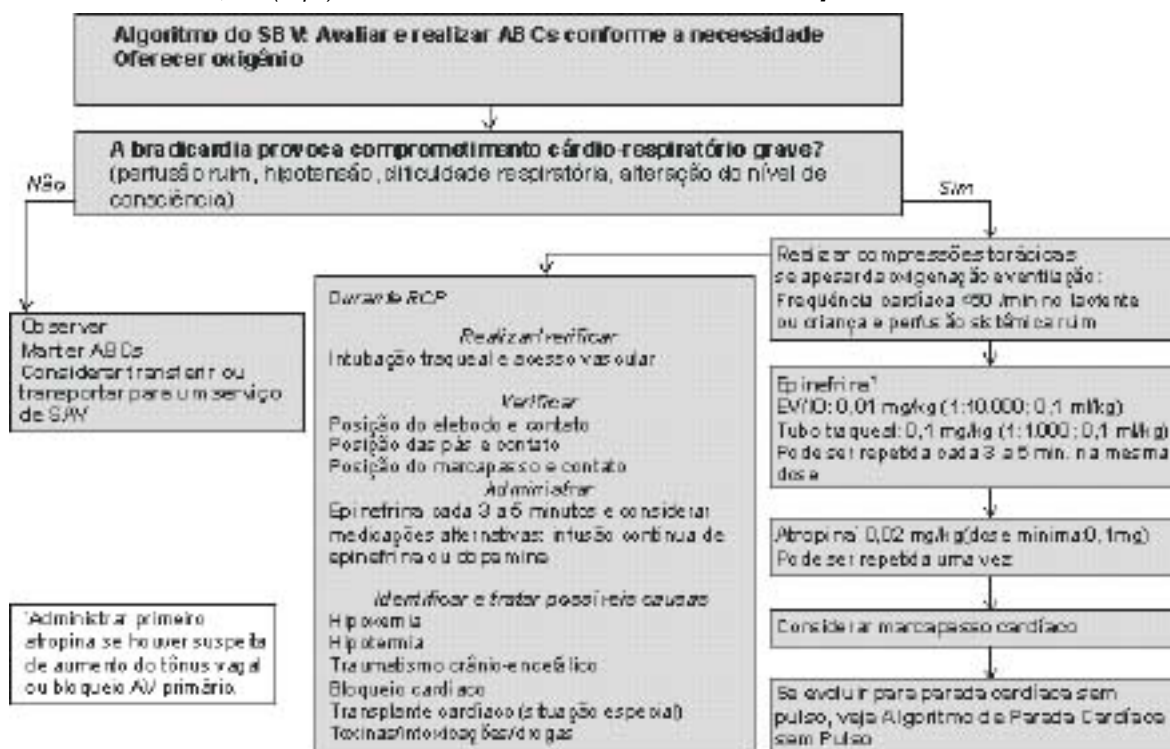 Algoritmo do SBV: Avaliar e realizar ABCs conforme a necessidade
Oferecer oxigênio
A bradicardia provoca comprometimento cárdio-respiratório grave?
(perfusão ruim, hipotensão, dificuldade respiratória, alteração do nível de
consciência)
Não
Sim
Observar
Manter ABCs
Considerar transferir ou
transportar para um serviço
de SAV
Durante RCP
Realizar/verificar
Intubação traqueal e acesso vascular
Verificar
Posição do eletrodo e contato
Posição das pás e contato
Posição do marcapasso e contato
Administrar
Epinefrina cada 3 a 5 minutos e considerar
medicações alternativas: infusão contínua de
epinefrina ou dopamina
Identificar e tratar possíveis causas
Hipoxemia
Hipotermia
Traumatismo crânio-encefálico
Bloqueio cardíaco
Transplante cardíaco (situação especial)
Toxinas/intoxicações/drogas
Realizar compressões torácicas
se apesar da oxigenação e ventilação:
Freqüência cardíaca <60 /min no lactente
ou criança e perfusão sistêmica ruim
Epinefrina*
EV/IO: 0,01 mg/kg (1:10.000; 0,1 ml/kg)
Tubo traqueal: 0,1 mg/kg (1:1.000; 0,1 ml/kg)
Pode ser repetida cada 3 a 5 min. na mesma
dose
Atropina* 0,02 mg/kg(dose mínima:0,1mg)
Pode ser repetida uma vez
Considerar marcapasso cardíaco
Se evoluir para parada cardíaca sem
pulso, veja Algoritmo de Parada Cardíaca
sem Pulso
*Administrar primeiro
atropina se houver suspeita
de aumento do tônus vagal
ou bloqueio AV primário.